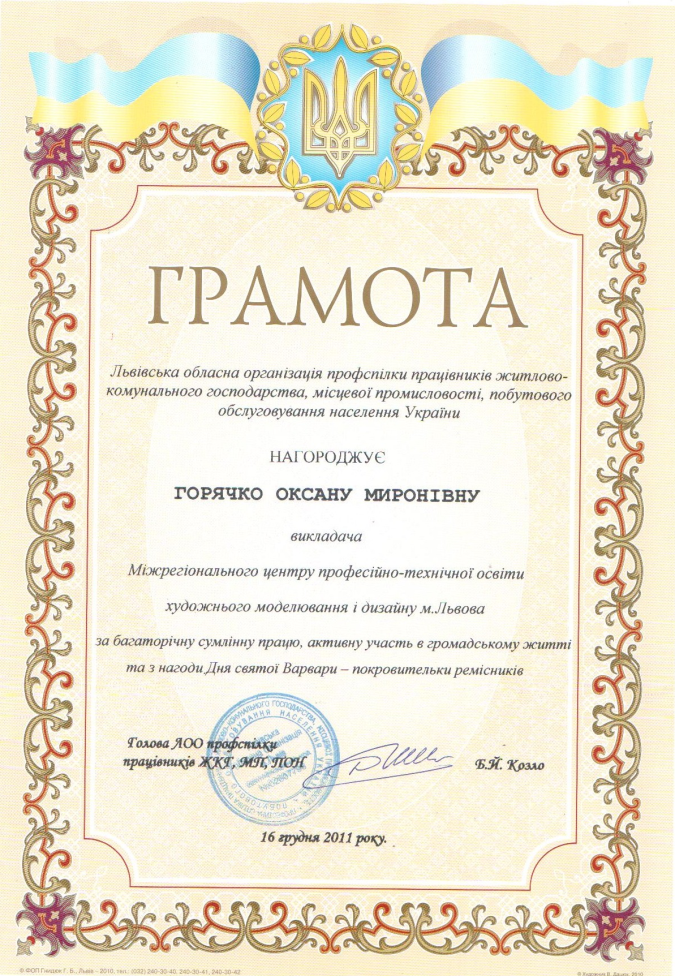 ГРАМОТА
Львівська обласна організація профспілки працівників житлово-
комунального господарства, місцевої промисловості, побутового
обслуговування населення України
НАГОРОДЖУЄ
ГОРЯЧКО ОКСАНУ МИРОНІВНУ
викладача
Міжрегіонального центру професійно-технічної освіти
художнього моделювання і дизайну м.Львова
за багаторічну сумлінну працю, активну участь в громадському житті
та з нагоди Дня святої Варвари – покровительки ремісників
Голова ЛОО профспілки
працівників ЖКГ, МП, ПОН
Б.Й. Козло
16 грудня 2011 року.
© ФОП Гнидек Г. Б., Львів - 2010, тел.: (032) 240-30-40, 240-30-41, 240-30-42